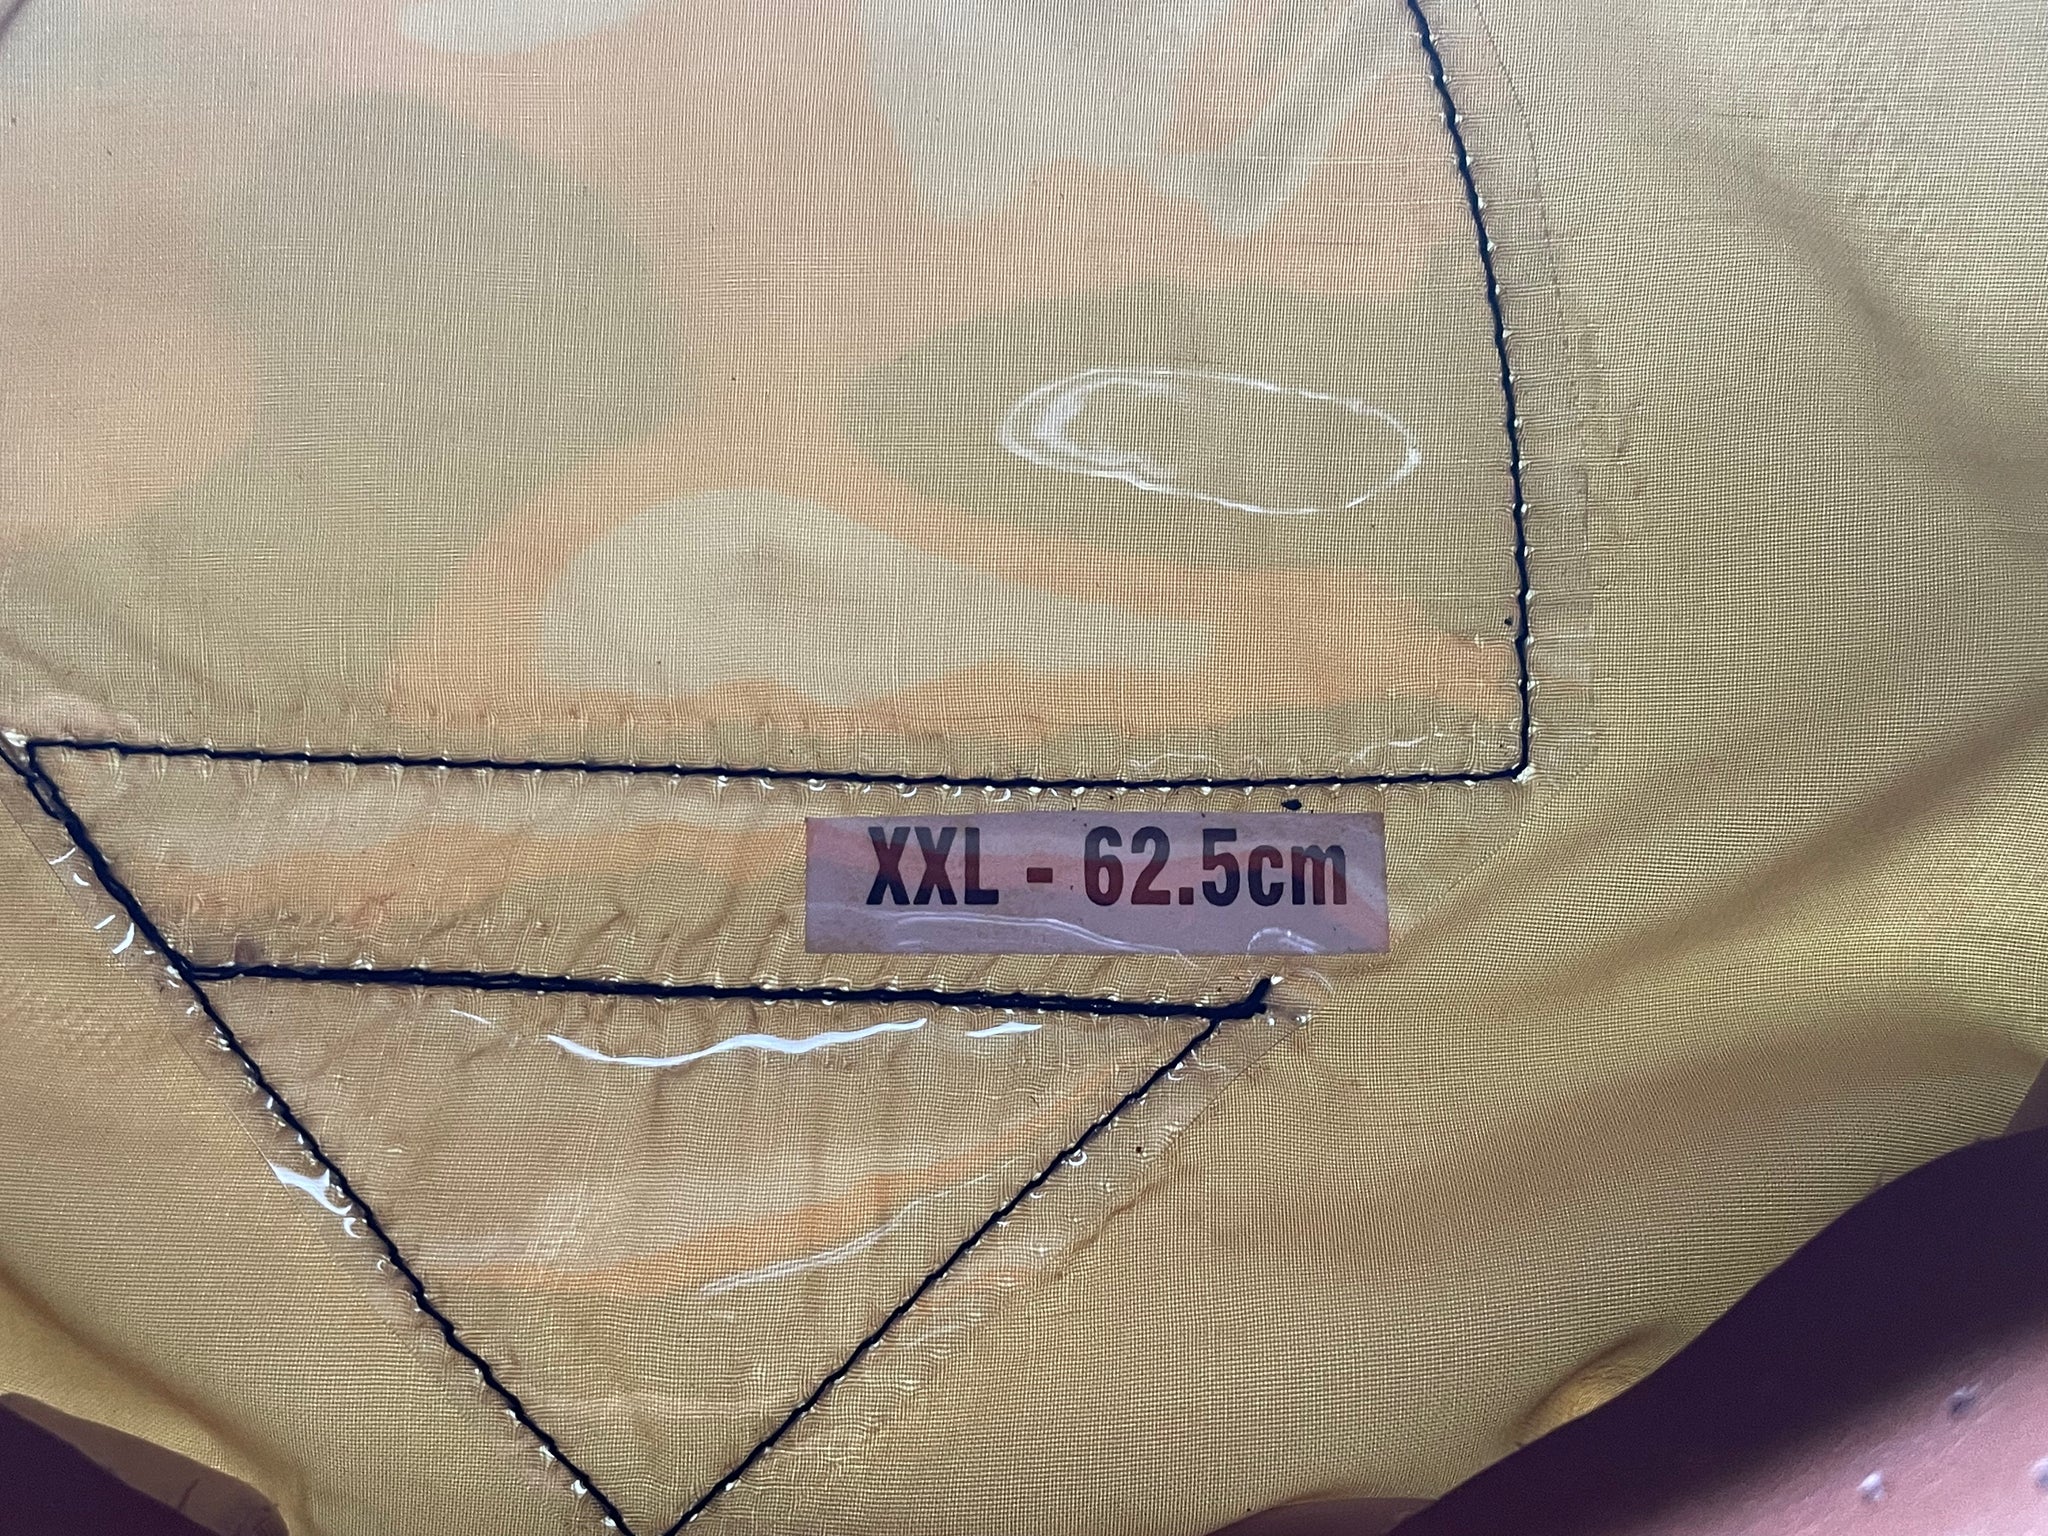 XXL - 62.5cm